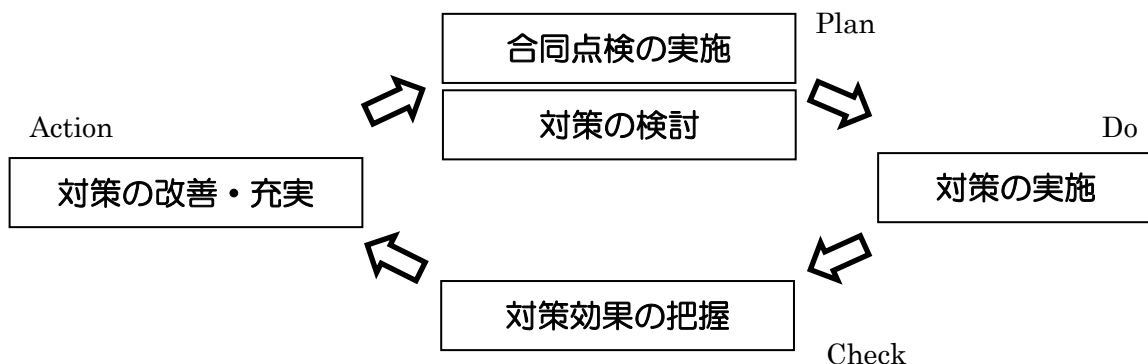 合同点検の実施
Plan
対策の検討
Action
Do
対策の改善・充実
対策の実施
対策効果の把握
Check